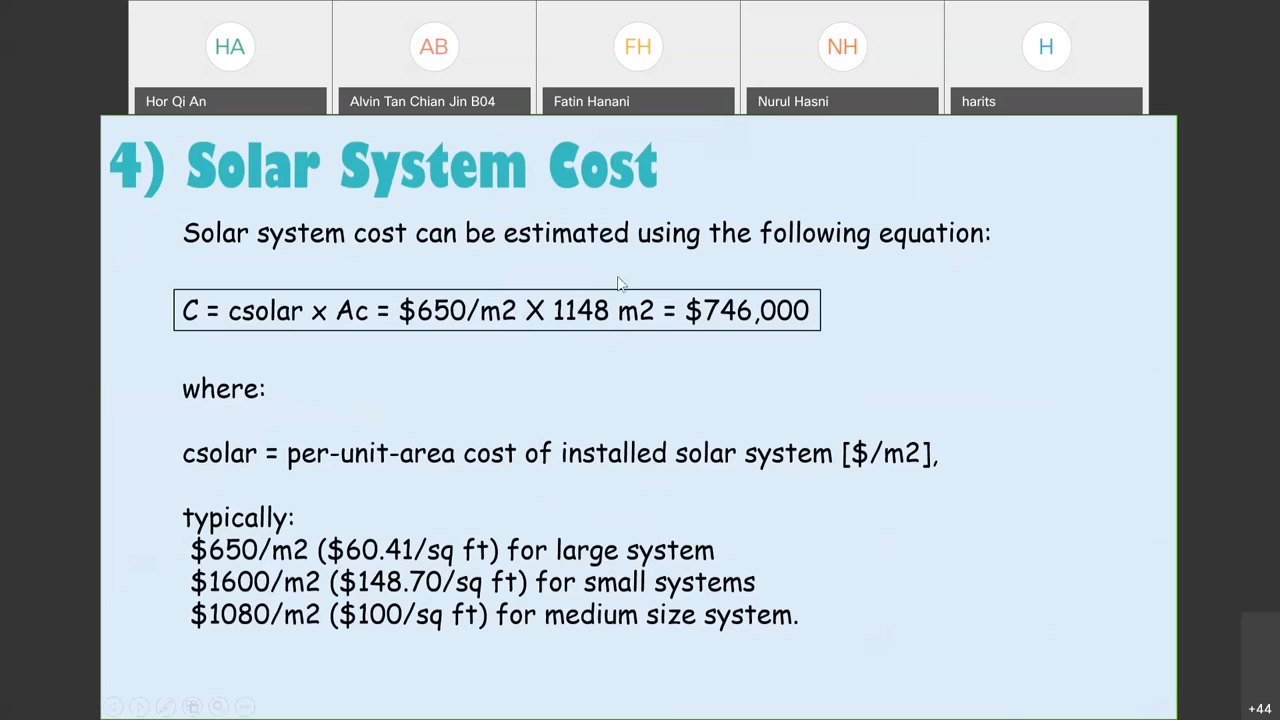 HA
AB
FH
NH
H
Hor Qi An
Alvin Tan Chian Jin B04
Fatin Hanani
Nurul Hasni
harits
4) Solar System Cost
Solar system cost can be estimated using the following equation:
C = csolar x Ac = $650/m2 X 1148 m2 = $746,000
where:
csolar = per-unit-area cost of installed solar system [$/m2],
typically:
$650/m2 ($60.41/sq ft) for large system
$1600/m2 ($148.70/sq ft) for small systems
$1080/m2 ($100/sq ft) for medium size system.
+44